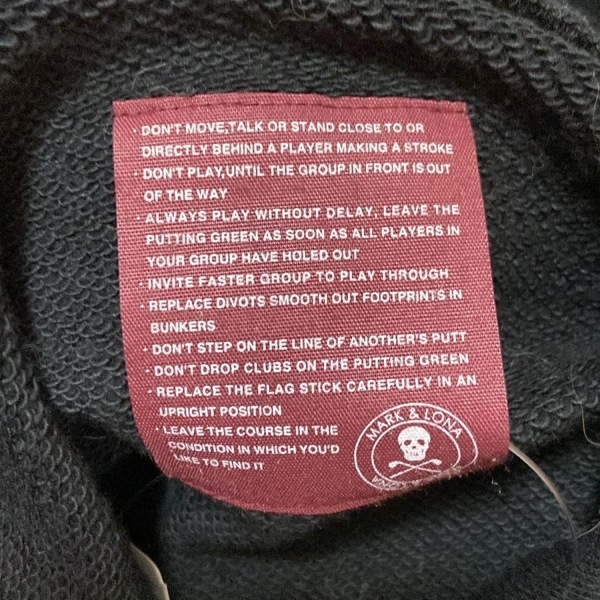 · DON'T MOVE,TALK OR STAND CLOSE TO OR
DIRECTLY BEHIND A PLAYER MAKING A STROKE
· DON'T PLAY,UNTIL THE GROUP.IN FRONT IS OUT
OF THE WAY
· ALWAYS PLAY WITHOUT DELAY, LEAVE THE
PUTTING GREEN AS SOON AS ALL PLAYERS IN
YOUR GROUP HAVE HOLED OUT
· INVITE FASTER GROUP TO PLAY THROUGH
· REPLACE DIVOTS SMOOTH OUT FOOTPRINTS IN
BUNKERS
· DON'T STEP ON THE LINE OF ANOTHER'S PUTT
· DON'T DROP CLUBS ON THE PUTTING GREEN
· REPLACE THE FLAG STICK CAREFULLY IN AN
UPRIGHT POSITION
· LEAVE THE COURSE IN THE
CONDITION IN WHICH YOU'D
LIKE TO FIND IT
MARK & LONA